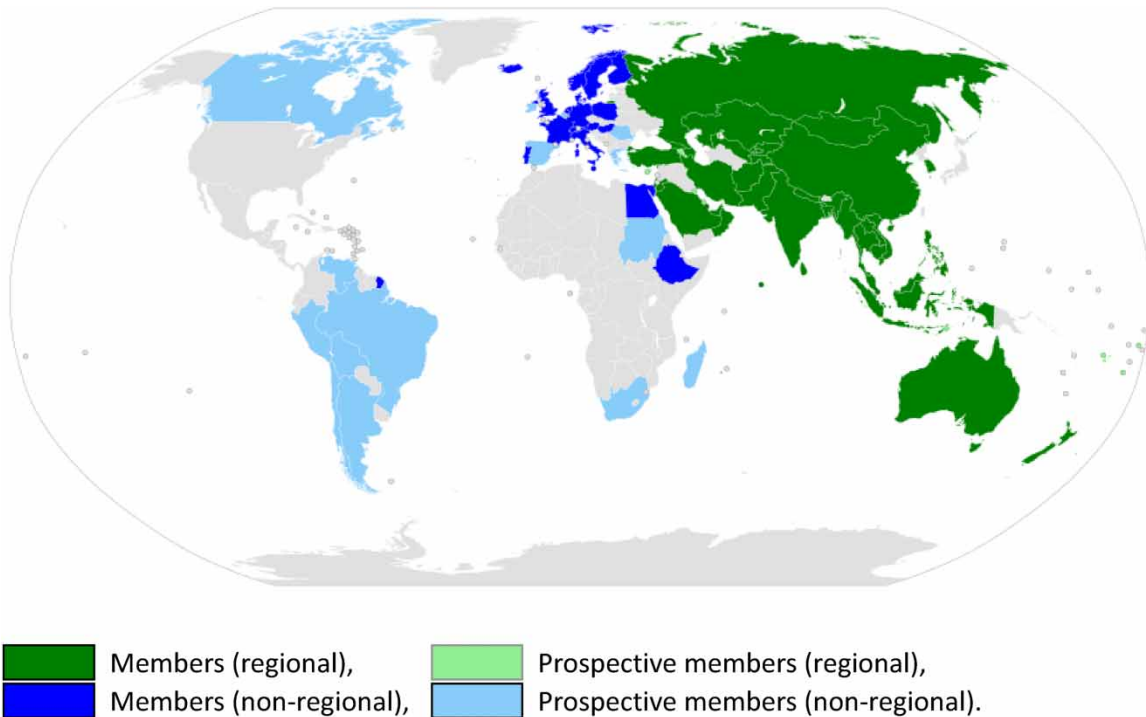 Members (regional), Prospective members (regional),
Members (non-regional), Prospective members (non-regional).